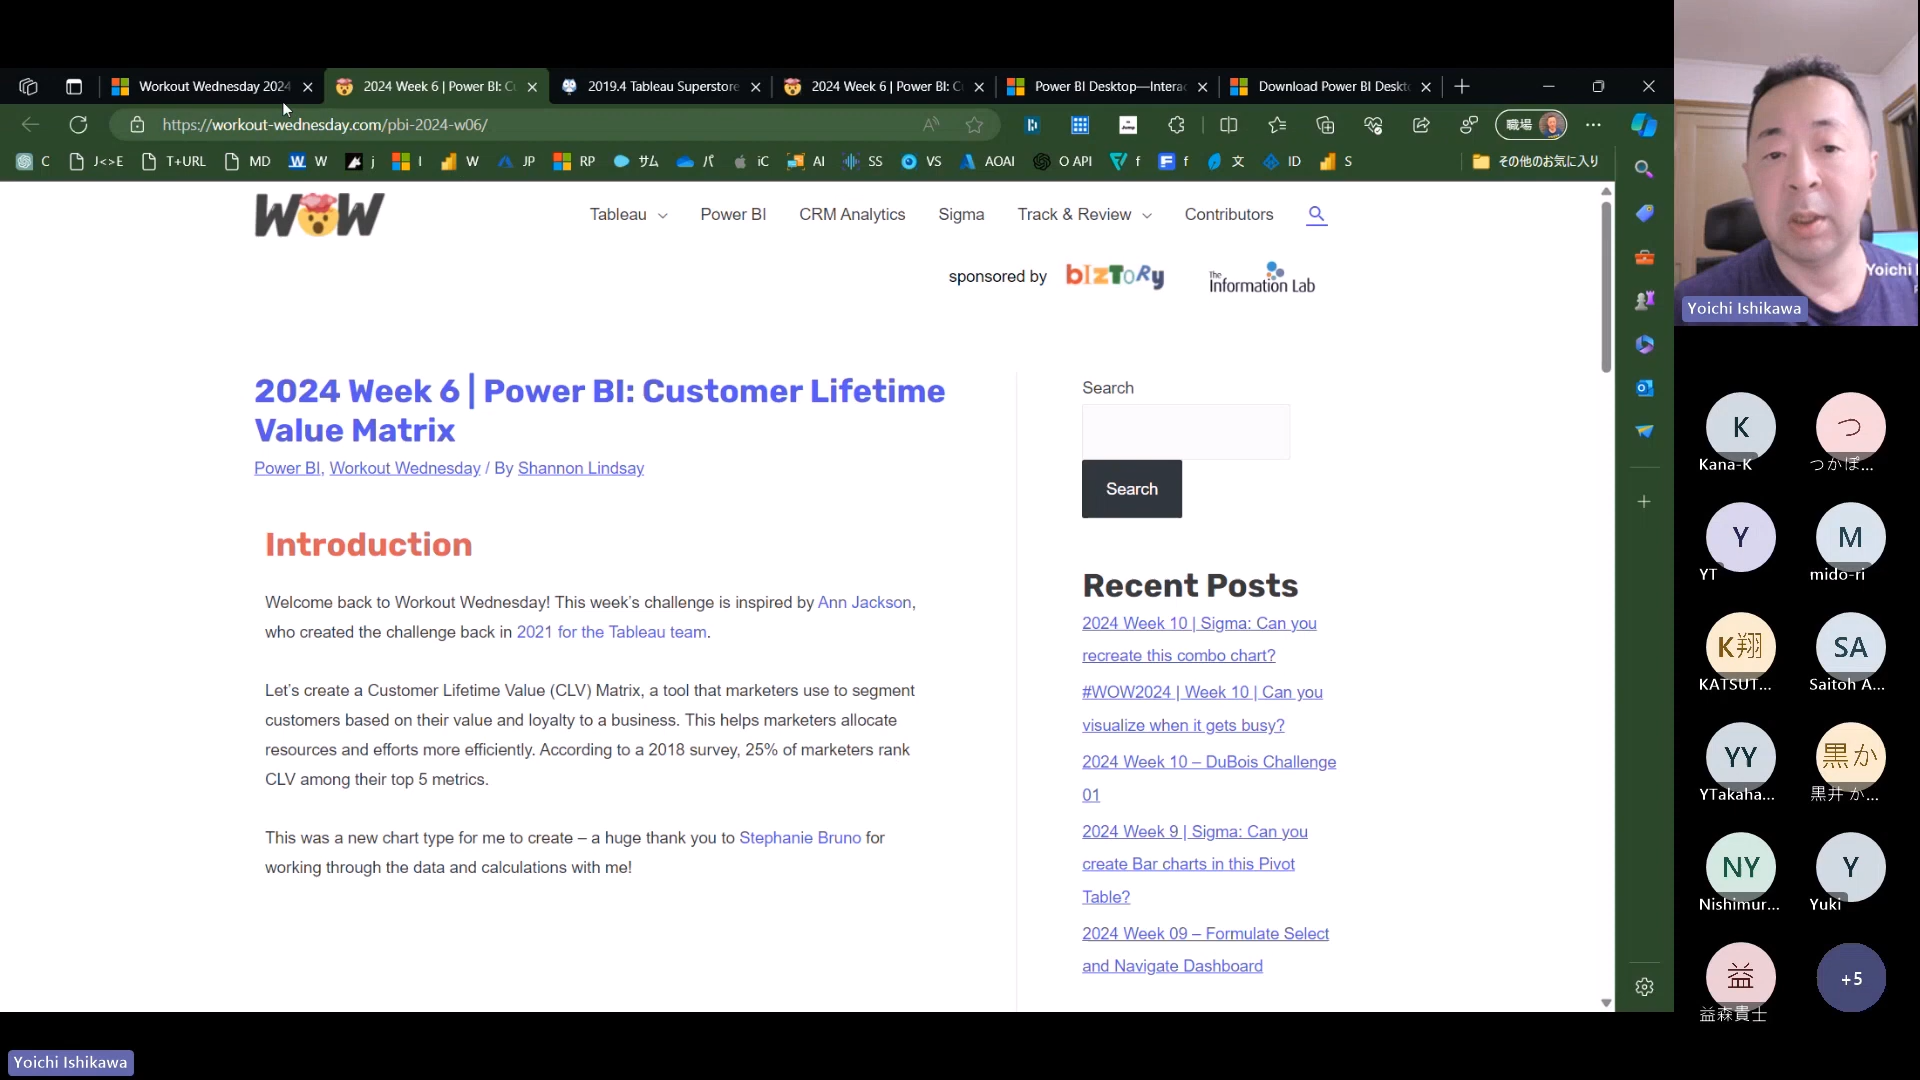 Workout Wednesday 2024
2024 Week 6 | Power BI: Cu
2019.4 Tableau Superstore
2024 Week 6 | Power BI: Cu
Power BI Desktop—Interac
Download Power BI Deskto
https://workout-wednesday.com/pbi-2024-w06/
職場
C J<>E T+URL MD W j I W JP RP サム パ iC AI SS VS AOAI O API f f 文 ID S その他のお気に入り
WOW
Tableau Power BI CRM Analytics Sigma Track & Review Contributors
sponsored by bIzToRy The Information Lab
2024 Week 6 | Power BI: Customer Lifetime
Value Matrix
Power BI, Workout Wednesday / By Shannon Lindsay
Introduction
Welcome back to Workout Wednesday! This week's challenge is inspired by Ann Jackson,
who created the challenge back in 2021 for the Tableau team.
Let's create a Customer Lifetime Value (CLV) Matrix, a tool that marketers use to segment
customers based on their value and loyalty to a business. This helps marketers allocate
resources and efforts more efficiently. According to a 2018 survey, 25% of marketers rank
CLV among their top 5 metrics.
This was a new chart type for me to create – a huge thank you to Stephanie Bruno for
working through the data and calculations with me!
Search
Search
Recent Posts
2024 Week 10 | Sigma: Can you
recreate this combo chart?
#WOW2024 | Week 10 | Can you
visualize when it gets busy?
2024 Week 10 – DuBois Challenge
01
2024 Week 9 | Sigma: Can you
create Bar charts in this Pivot
Table?
2024 Week 09 – Formulate Select
and Navigate Dashboard
Yoichi
Yoichi Ishikawa
K
Kana-K
つ
つかぽ...
Y
YT
M
mido-ri
K翔
KATSUT...
SA
Saitoh A...
YY
YTakaha...
黒か
黒井 か...
NY
Nishimur...
Y
Yuki
益
益森貴士
+5
Yoichi Ishikawa